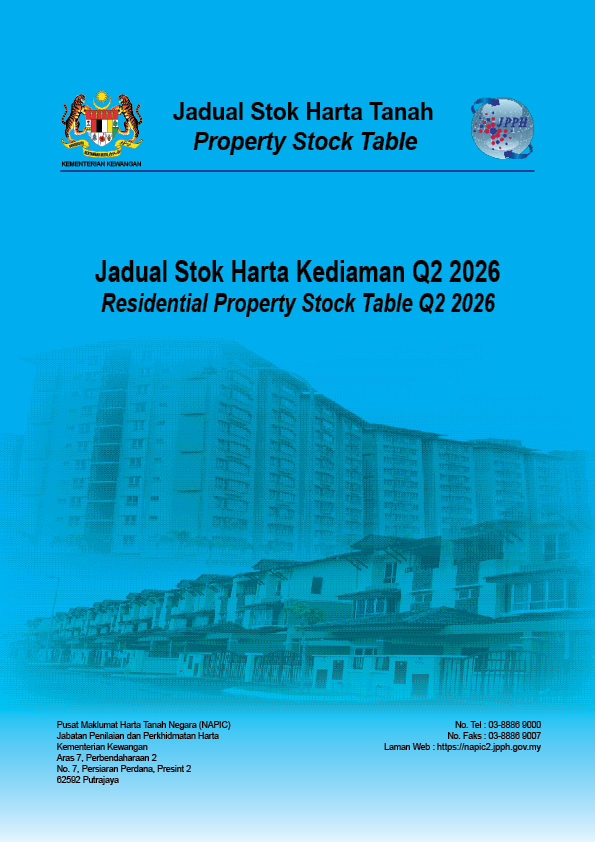 Jadual Stok Harta Tanah
Property Stock Table
KEMENTERIAN KEWANGAN
JPPH
Jadual Stok Harta Kediaman Q2 2026
Residential Property Stock Table Q2 2026
Pusat Maklumat Harta Tanah Negara (NAPIC)
Jabatan Penilaian dan Perkhidmatan Harta
Kementerian Kewangan
Aras 7, Perbendaharaan 2
No. 7, Persiaran Perdana, Presint 2
62592 Putrajaya
No. Tel : 03-8886 9000
No. Faks : 03-8886 9007
Laman Web : https://napic2.jpph.gov.my